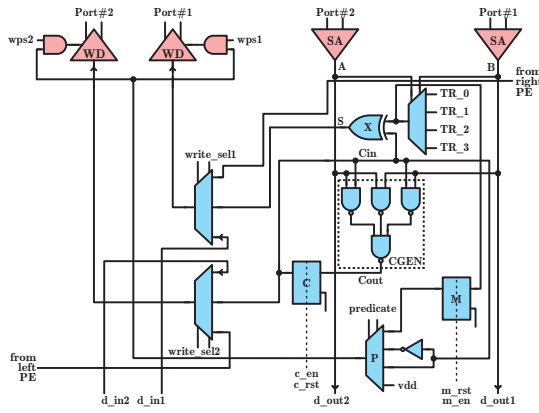 Port#2
Port#1
Port#2
Port#1
wps2
WD
WD
wps1
SA
SA
A
B
from
right
PE
TR_0
TR_1
TR_2
TR_3
S
X
Cin
write_sel1
CGEN
Cout
C
M
predicate
P
write_sel2
from
left
PE
c_en
c_rst
vdd
m_rst
m_en
d_in2
d_in1
d_out2
d_out1